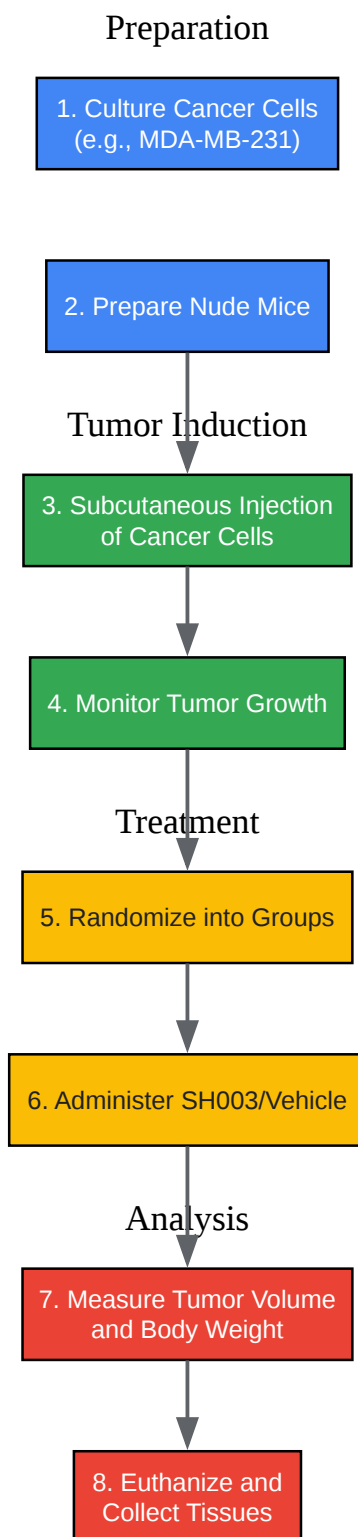 Preparation
1. Culture Cancer Cells
(e.g., MDA-MB-231)
2. Prepare Nude Mice
Tumor Induction
3. Subcutaneous Injection
of Cancer Cells
4. Monitor Tumor Growth
Treatment
5. Randomize into Groups
6. Administer SH003/Vehicle
Analysis
7. Measure Tumor Volume
and Body Weight
8. Euthanize and
Collect Tissues